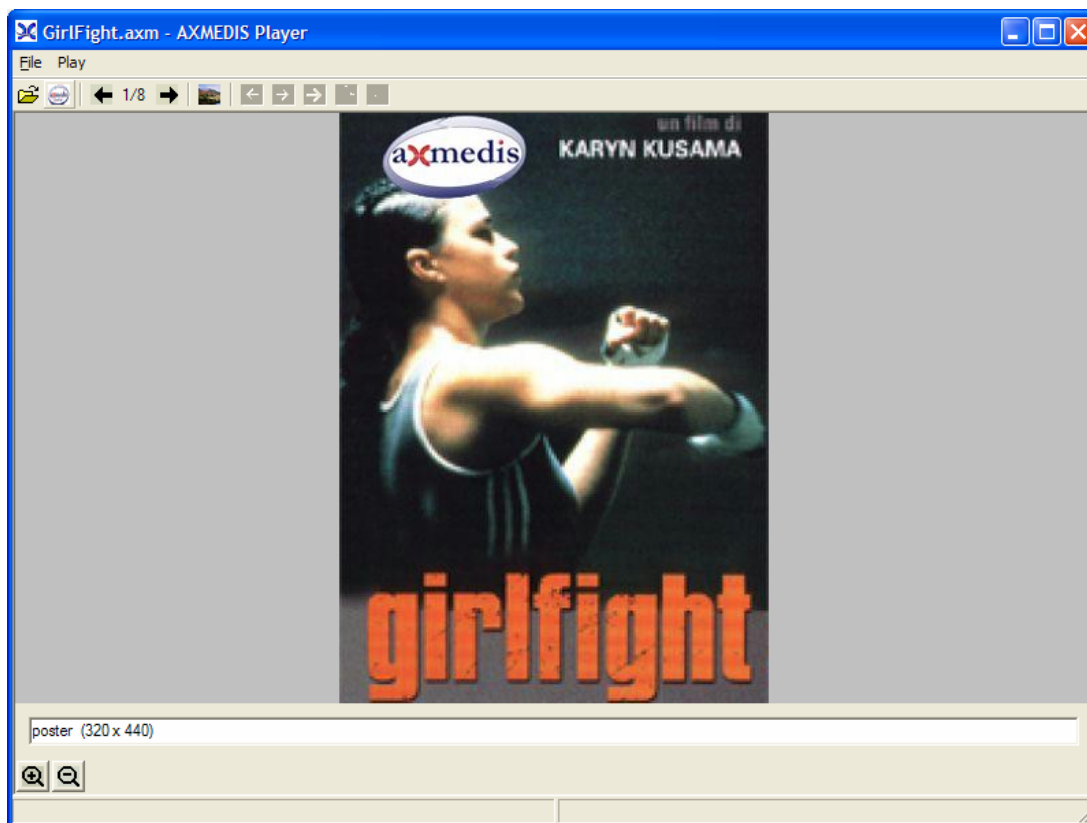 GirlFight.axm - AXMEDIS Player
File Play
1/8
axmedis
un film di
KARYN KUSAMA
girlfight
poster (320 x 440)